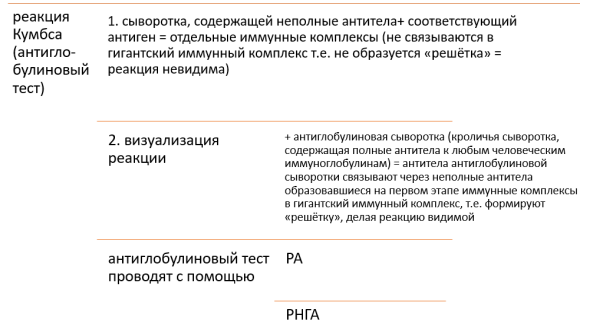 реакция
Кумбса
(антигло-
булиновый
тест)
1. сыворотка, содержащей неполные антитела+ соответствующий
антиген = отдельные иммунные комплексы (не связываются в
гигантский иммунный комплекс т.е. не образуется «решётка» =
реакция невидима)
2. визуализация
реакции
+ антиглобулиновая сыворотка (кроличья сыворотка,
содержащая полные антитела к любым человеческим
иммуноглобулинам) = антитела антиглобулиновой
сыворотки связывают через неполные антитела
образовавшиеся на первом этапе иммунные комплексы
в гигантский иммунный комплекс, т.е. формируют
«решётку», делая реакцию видимой
антиглобулиновый тест
проводят с помощью
РА
РНГА